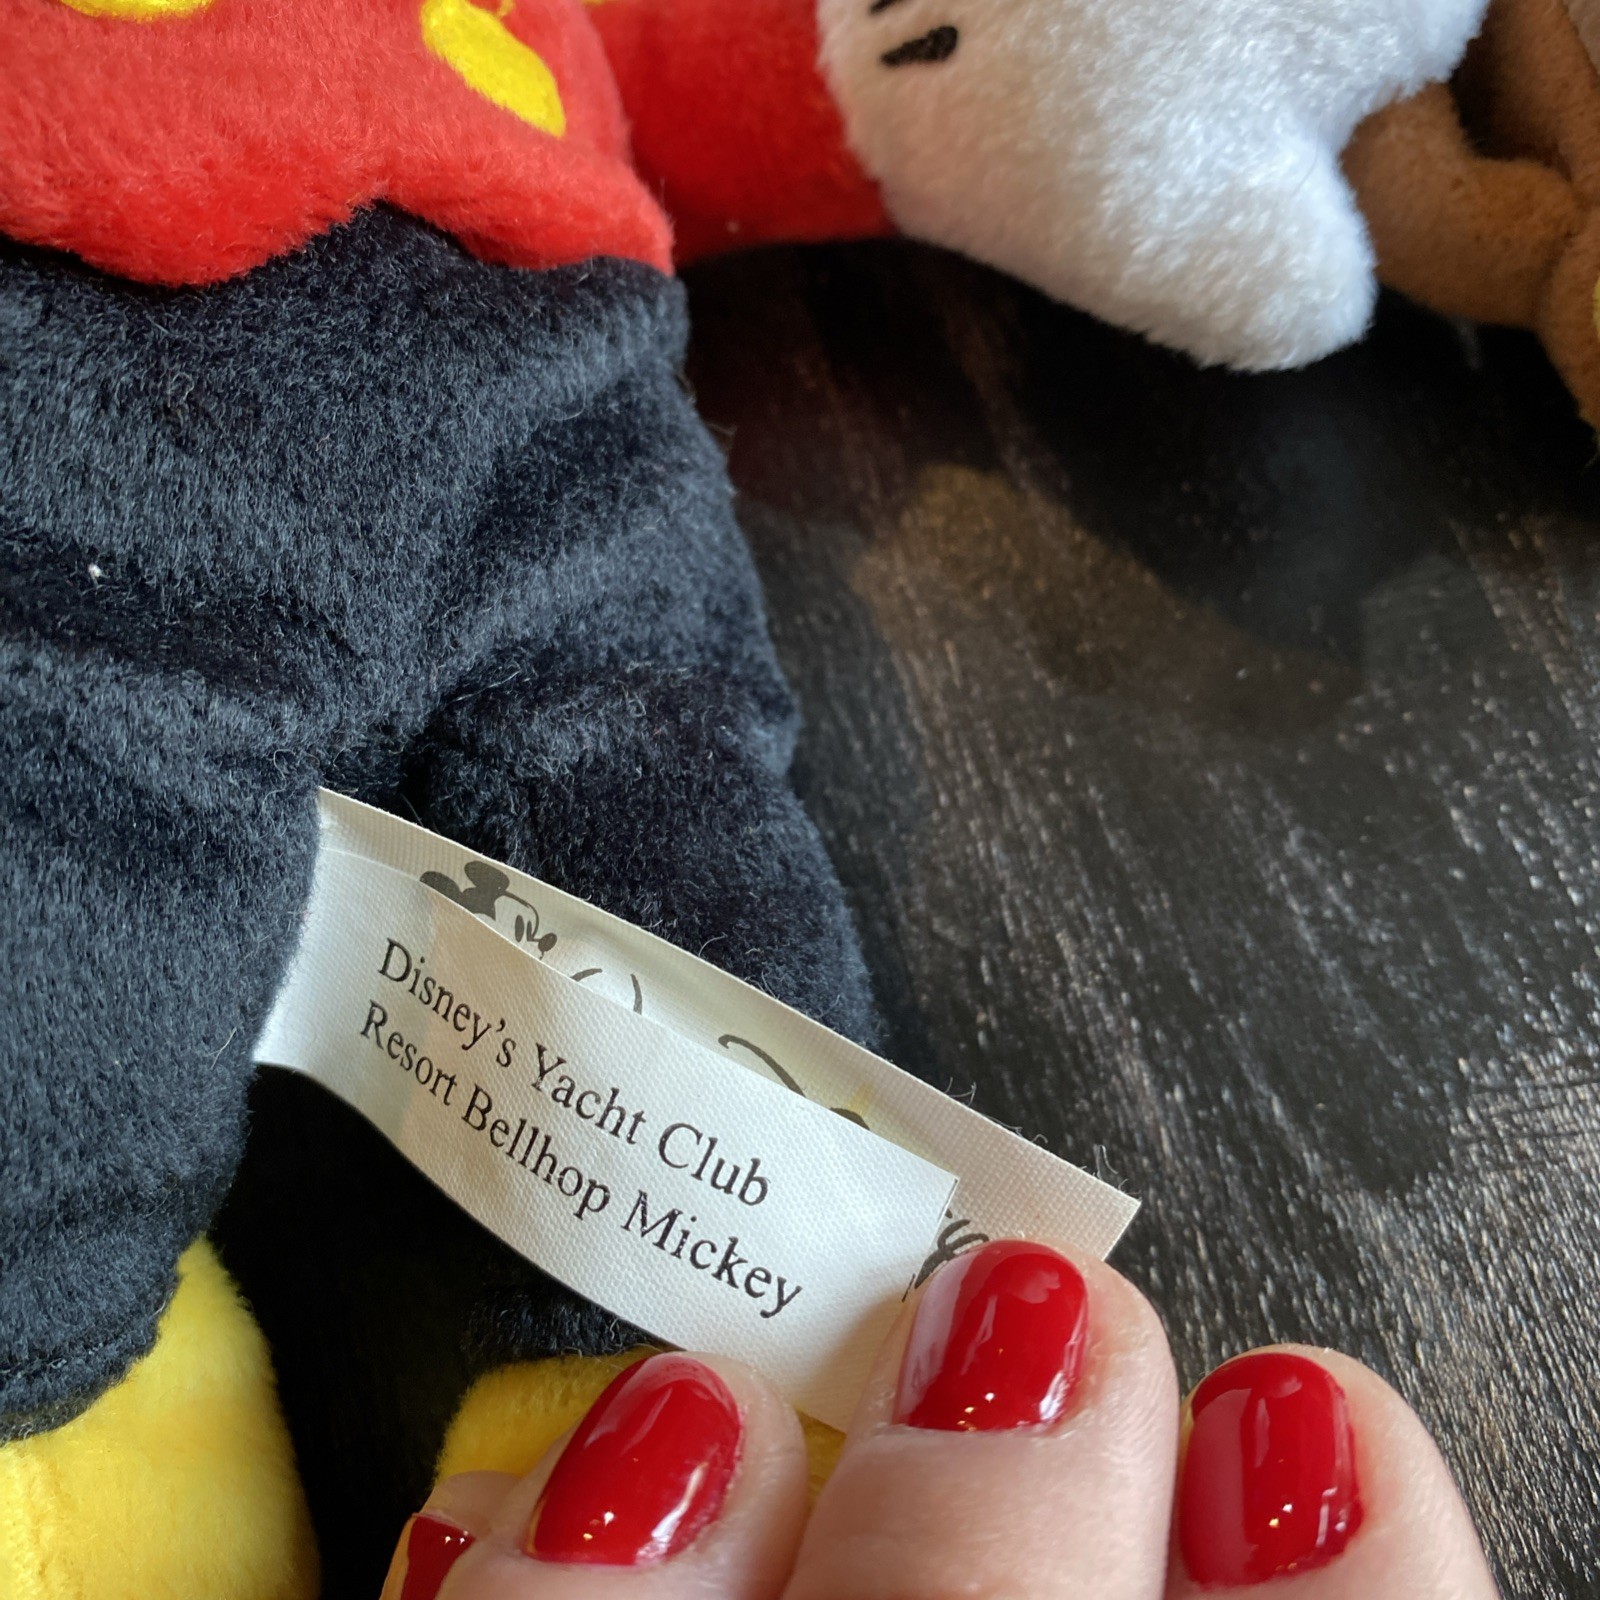 Disney's Yacht Club
Resort Bellhop Mickey